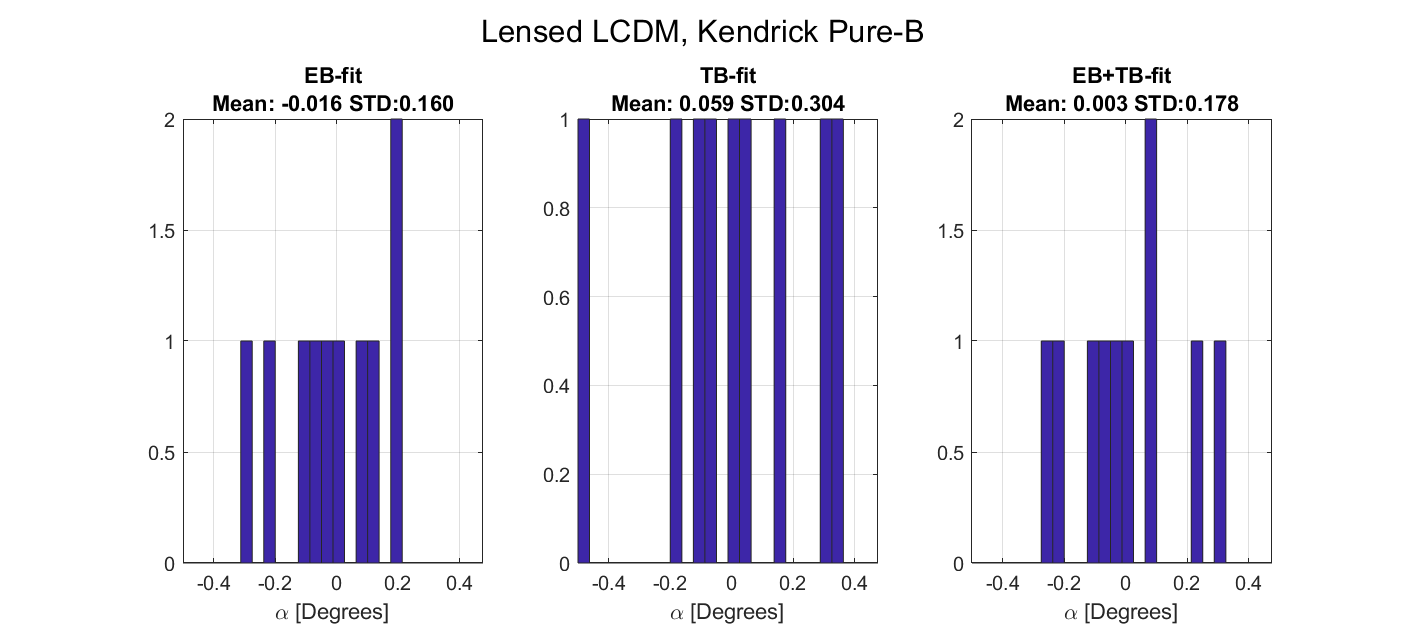 Lensed LCDM, Kendrick Pure-B
EB-fit
Mean: -0.016 STD:0.160
2
1.5
1
0.5
0
-0.4 -0.2 0 0.2 0.4
α [Degrees]
TB-fit
Mean: 0.059 STD:0.304
1
0.8
0.6
0.4
0.2
0
-0.4 -0.2 0 0.2 0.4
α [Degrees]
EB+TB-fit
Mean: 0.003 STD:0.178
2
1.5
1
0.5
0
-0.4 -0.2 0 0.2 0.4
α [Degrees]